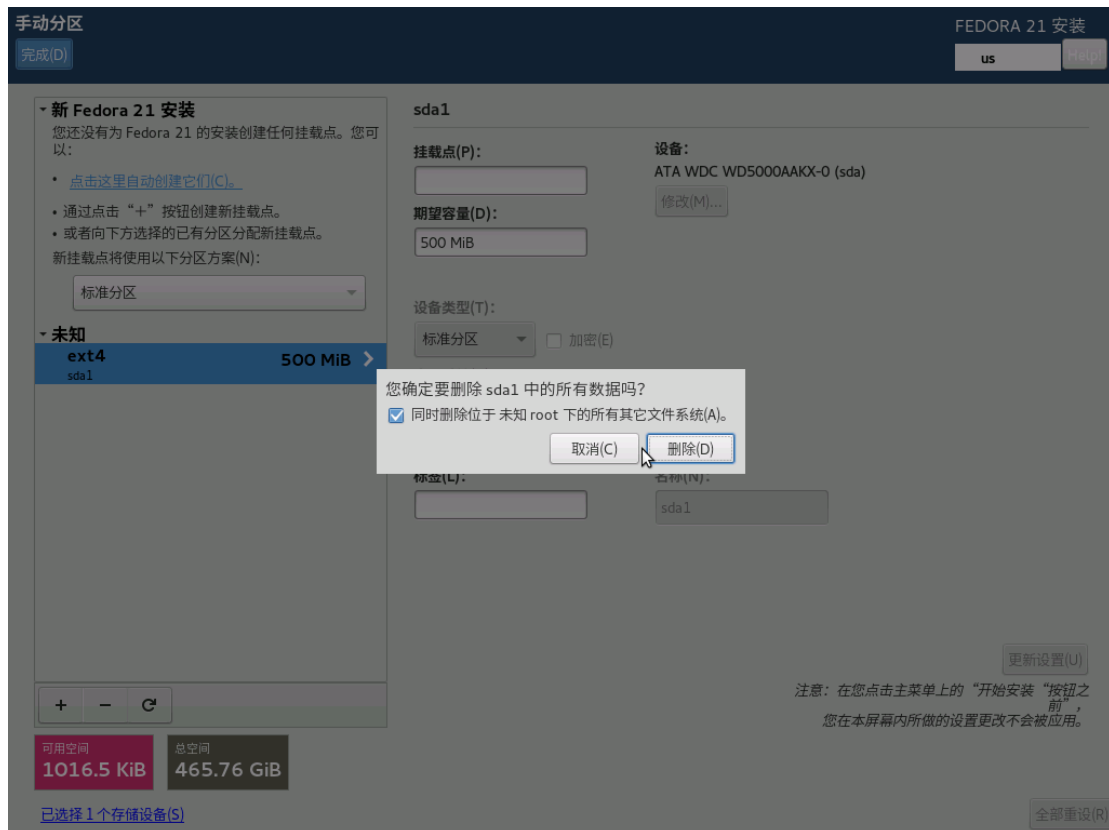 手动分区
FEDORA 21 安装
完成(D)
us
Help!
新 Fedora 21 安装
您还没有为 Fedora 21 的安装创建任何挂载点。您可
以:
• 点击这里自动创建它们(C)。
• 通过点击“+”按钮创建新挂载点。
• 或者向下方选择的已有分区分配新挂载点。
新挂载点将使用以下分区方案(N):
标准分区
未知
ext4
500 MiB
sda1
sda1
挂载点(P):
设备:
ATA WDC WD5000AAKX-0 (sda)
修改(M)...
期望容量(D):
500 MiB
设备类型(T):
标准分区
加密(E)
您确定要删除 sda1 中的所有数据吗?
同时删除位于 未知 root 下的所有其它文件系统(A)。
取消(C)
删除(D)
标签(L):
名称(N):
sda1
更新设置(U)
注意：在您点击主菜单上的“开始安装“按钮之
前”，
您在本屏幕内所做的设置更改不会被应用。
+ −
可用空间
1016.5 KiB
总空间
465.76 GiB
已选择 1 个存储设备(S)
全部重设(R)